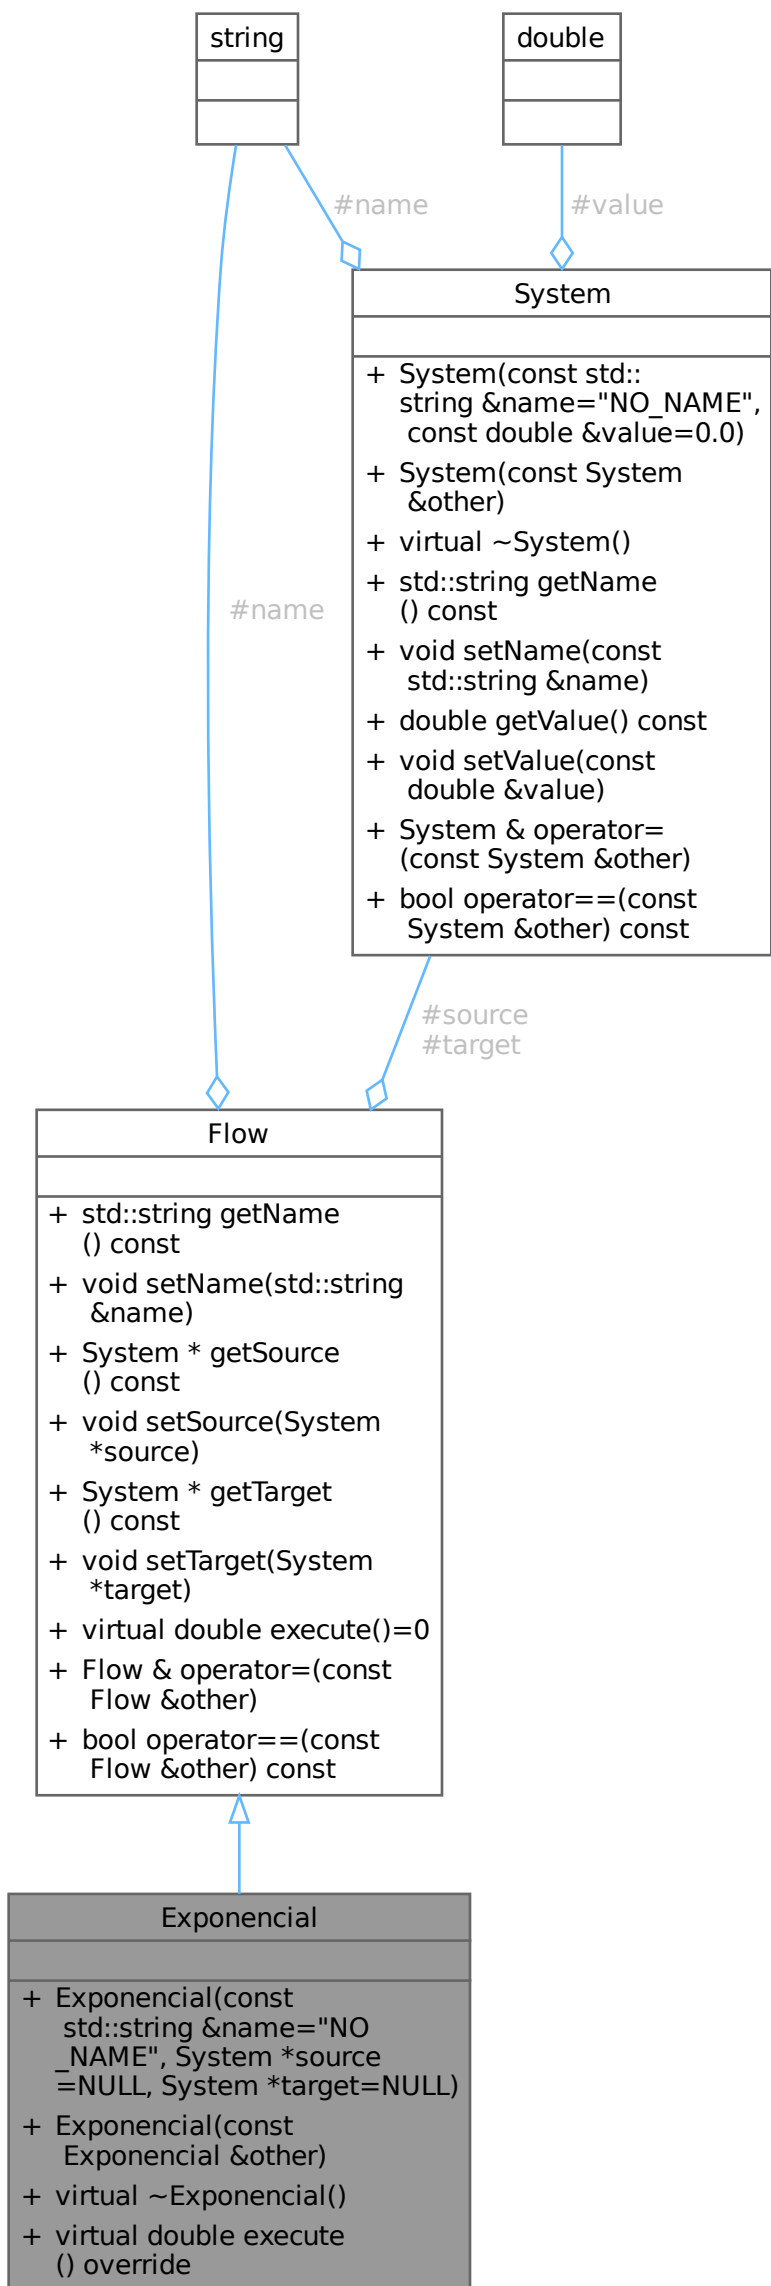 string
double
#name
#value
System
+ System(const std::
string &name="NO_NAME",
const double &value=0.0)
+ System(const System
&other)
+ virtual ~System()
+ std::string getName
() const
+ void setName(const
std::string &name)
+ double getValue() const
+ void setValue(const
double &value)
+ System & operator=
(const System &other)
+ bool operator==(const
System &other) const
#name
#source
#target
Flow
+ std::string getName
() const
+ void setName(std::string
&name)
+ System * getSource
() const
+ void setSource(System
*source)
+ System * getTarget
() const
+ void setTarget(System
*target)
+ virtual double execute()=0
+ Flow & operator=(const
Flow &other)
+ bool operator==(const
Flow &other) const
Exponencial
+ Exponencial(const
std::string &name="NO
_NAME", System *source
=NULL, System *target=NULL)
+ Exponencial(const
Exponencial &other)
+ virtual ~Exponencial()
+ virtual double execute
() override